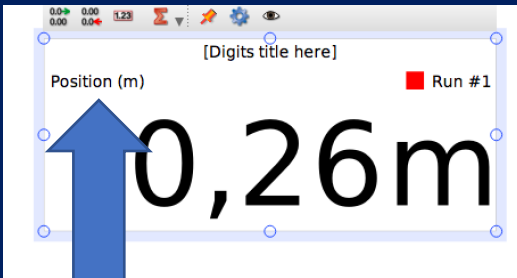 0.0 0.00 0.00 0.0 1.23 Σ
[Digits title here]
Position (m) Run #1
0,26m